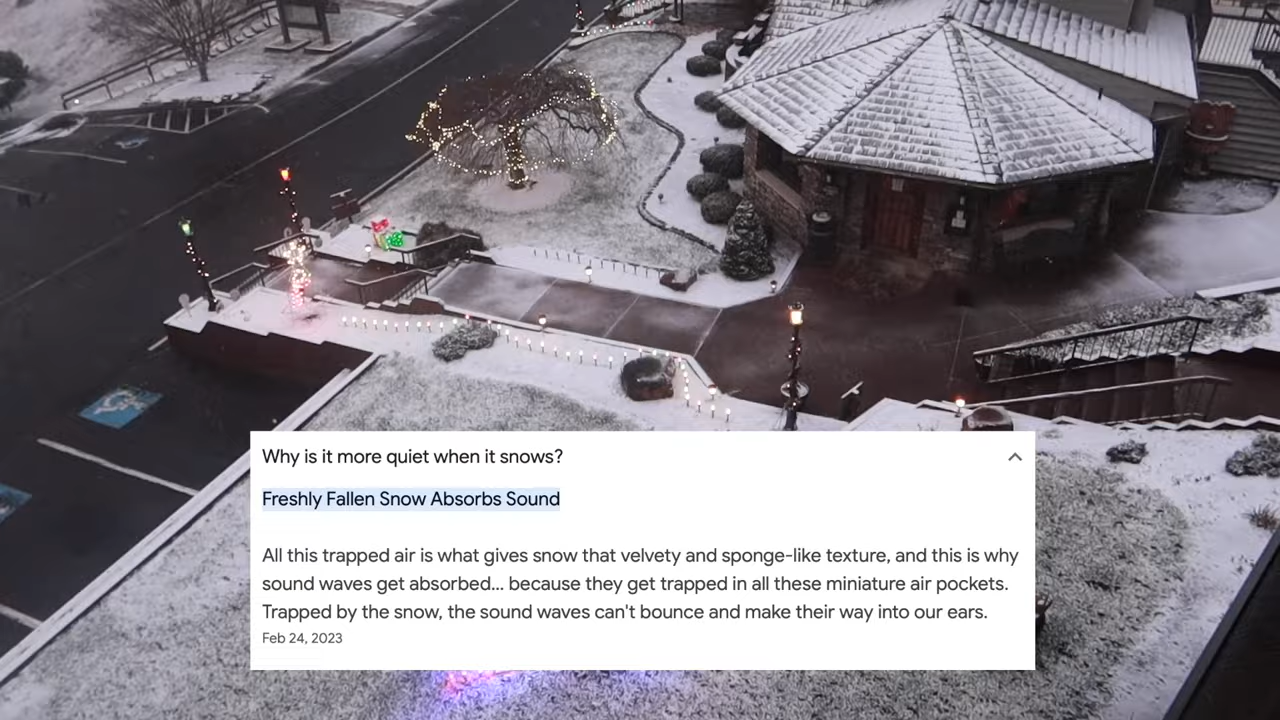 Why is it more quiet when it snows?
Freshly Fallen Snow Absorbs Sound
All this trapped air is what gives snow that velvety and sponge-like texture, and this is why
sound waves get absorbed... because they get trapped in all these miniature air pockets.
Trapped by the snow, the sound waves can't bounce and make their way into our ears.
Feb 24, 2023